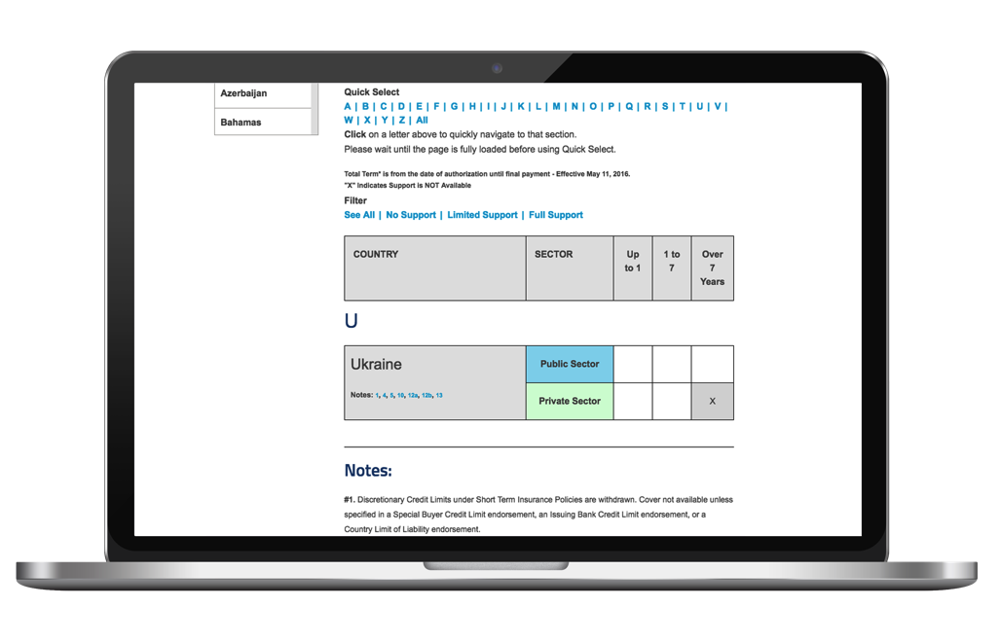 Azerbaijan
Bahamas
Quick Select
A | B | C | D | E | F | G | H | I | J | K | L | M | N | O | P | Q | R | S | T | U | V |
W | X | Y | Z | All
Click on a letter above to quickly navigate to that section.
Please wait until the page is fully loaded before using Quick Select.
Total Term* is from the date of authorization until final payment - Effective May 11, 2016.
"X" Indicates Support is NOT Available
Filter
See All | No Support | Limited Support | Full Support
COUNTRY
SECTOR
Up
to 1
1 to
7
Over
7
Years
U
Ukraine
Notes: 1, 4, 5, 10, 12a, 12b, 13
Public Sector
Private Sector
X
Notes:
#1. Discretionary Credit Limits under Short Term Insurance Policies are withdrawn. Cover not available unless
specified in a Special Buyer Credit Limit endorsement, an Issuing Bank Credit Limit endorsement, or a
Country Limit of Liability endorsement.